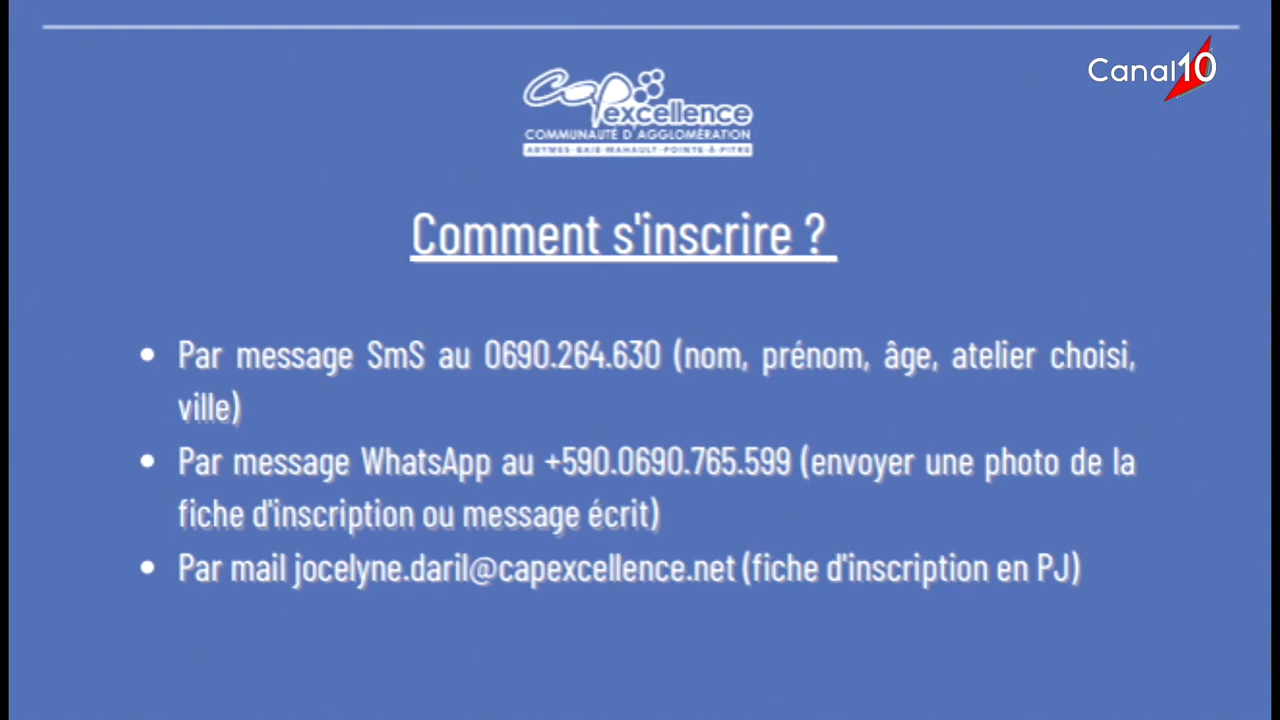 Canal10
Cap excellence
COMMUNAUTÉ D'AGGLOMÉRATION
ABYMES-BAIE-MAHAULT-POINTE-À-PITRE
Comment s'inscrire ?
• Par message SmS au 0690.264.630 (nom, prénom, âge, atelier choisi,
ville)
• Par message WhatsApp au +590.0690.765.599 (envoyer une photo de la
fiche d'inscription ou message écrit)
• Par mail jocelyne.daril@capexcellence.net (fiche d'inscription en PJ)